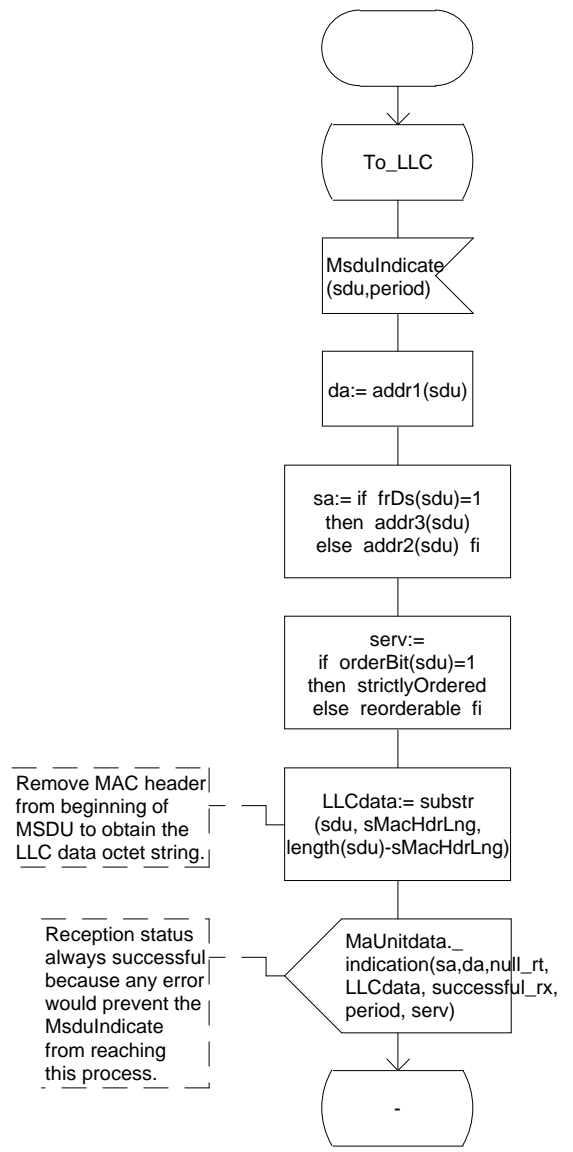 To_LLC
MsduIndicate
(sdu,period)
da:= addr1(sdu)
sa:= if frDs(sdu)=1
then addr3(sdu)
else addr2(sdu) fi
serv:=
if orderBit(sdu)=1
then strictlyOrdered
else reorderable fi
Remove MAC header
from beginning of
MSDU to obtain the
LLC data octet string.
LLCdata:= substr
(sdu, sMacHdrLng,
length(sdu)-sMacHdrLng)
Reception status
always successful
because any error
would prevent the
MsduIndicate
from reaching
this process.
MaUnitdata._
indication(sa,da,null_rt,
LLCdata, successful_rx,
period, serv)
-